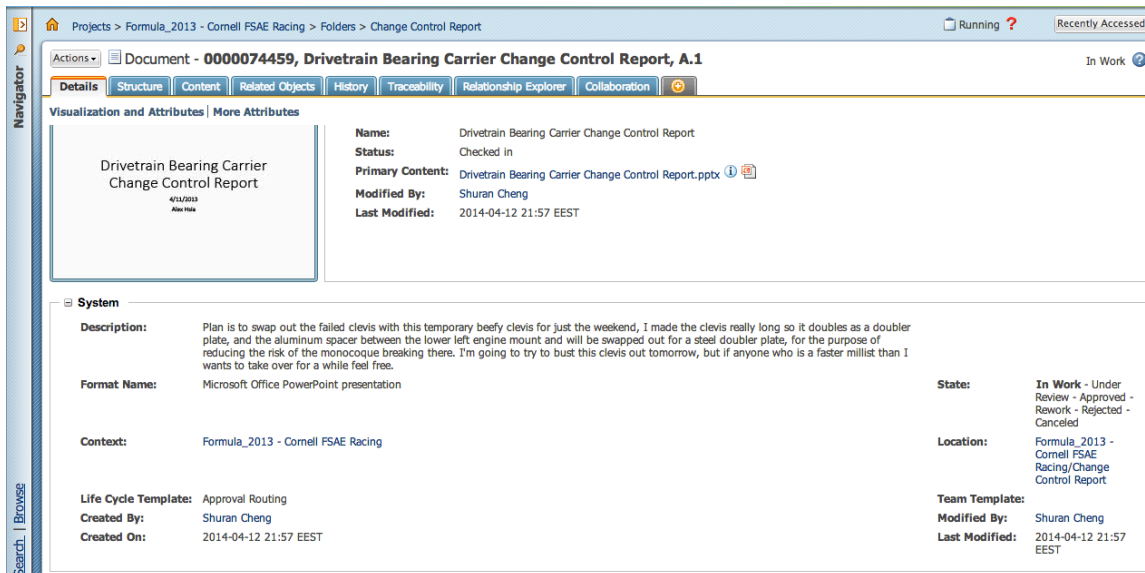 Projects > Formula_2013 - Cornell FSAE Racing > Folders > Change Control Report
Running ?
Recently Accessed
Navigator
Search | Browse
Actions
Document - 0000074459, Drivetrain Bearing Carrier Change Control Report, A.1
In Work ?
Details Structure Content Related Objects History Traceability Relationship Explorer Collaboration
Visualization and Attributes | More Attributes
Drivetrain Bearing Carrier
Change Control Report
4/11/2013
Alex Hsia
Name: Drivetrain Bearing Carrier Change Control Report
Status: Checked in
Primary Content: Drivetrain Bearing Carrier Change Control Report.pptx
Modified By: Shuran Cheng
Last Modified: 2014-04-12 21:57 EEST
System
Description: Plan is to swap out the failed clevis with this temporary beefy clevis for just the weekend, I made the clevis really long so it doubles as a doubler
plate, and the aluminum spacer between the lower left engine mount and will be swapped out for a steel doubler plate, for the purpose of
reducing the risk of the monocoque breaking there. I'm going to try to bust this clevis out tomorrow, but if anyone who is a faster millist than I
wants to take over for a while feel free.
Format Name: Microsoft Office PowerPoint presentation
State: In Work - Under
Review - Approved -
Rework - Rejected -
Canceled
Context: Formula_2013 - Cornell FSAE Racing
Location: Formula_2013 -
Cornell FSAE
Racing/Change
Control Report
Life Cycle Template: Approval Routing
Team Template:
Created By: Shuran Cheng
Modified By: Shuran Cheng
Created On: 2014-04-12 21:57 EEST
Last Modified: 2014-04-12 21:57
EEST